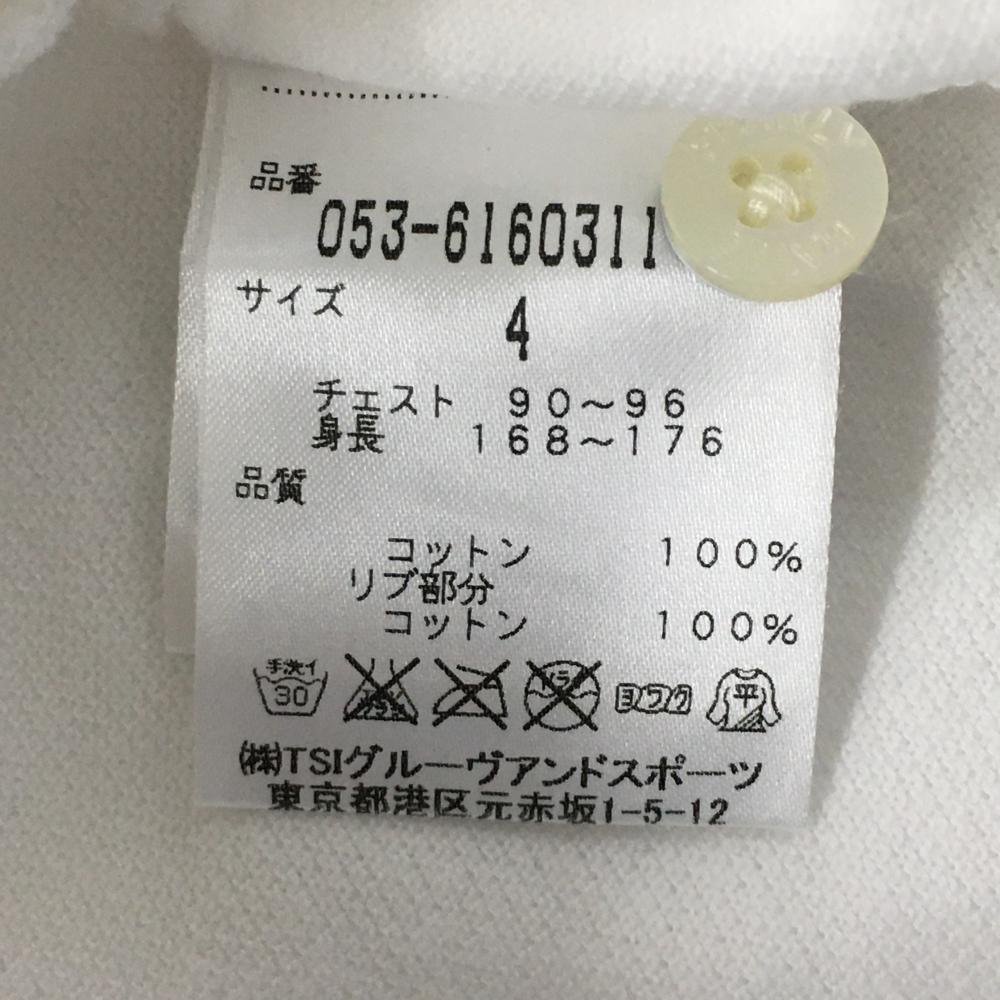 品番
053-6160311
サイズ
4
チェスト 90～96
身長 168～176
品質
コットン 100%
リブ部分
コットン 100%
手洗イ 30 ヨワク 平
㈱TSIグルーヴアンドスポーツ
東京都港区元赤坂1-5-12